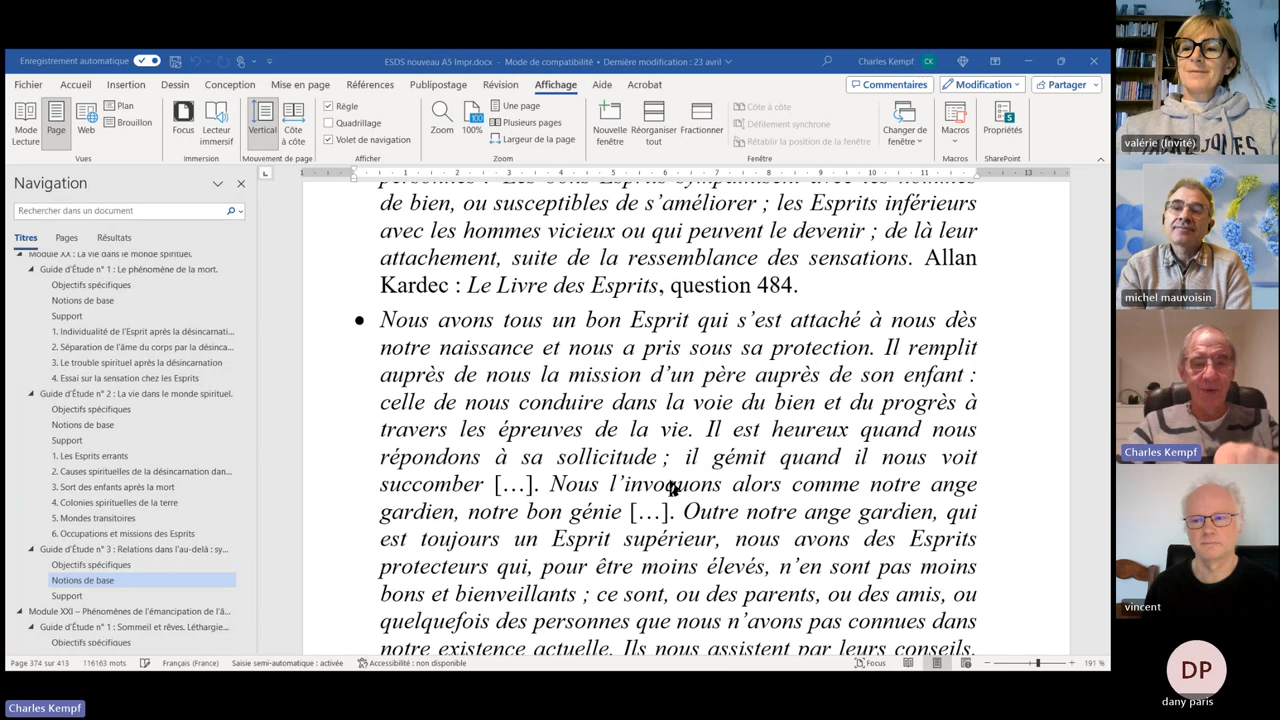 Enregistrement automatique
ESDS nouveau A5 Impr.docx - Mode de compatibilité • Dernière modification : 23 avril
Charles Kempf
CK
Fichier Accueil Insertion Dessin Conception Mise en page Références Publipostage Révision Affichage Aide Acrobat
Commentaires Modification Partager
Mode Lecture
Page
Web
Plan
Brouillon
Vues
Focus
Lecteur immersif
Immersion
Vertical
Côte à côte
Mouvement de page
Règle
Quadrillage
Volet de navigation
Afficher
Zoom
100%
Une page
Plusieurs pages
Largeur de la page
Zoom
Nouvelle fenêtre
Réorganiser tout
Fractionner
Côte à côte
Défilement synchrone
Rétablir la position de la fenêtre
Changer de fenêtre
Fenêtre
Macros
Macros
Propriétés
SharePoint
Navigation
Rechercher dans un document
Titres Pages Résultats
Module XX : La vie dans le monde spirituel.
Guide d'Étude n° 1 : Le phénomène de la mort.
Objectifs spécifiques
Notions de base
Support
1. Individualité de l'Esprit après la désincarnati...
2. Séparation de l'âme du corps par la désinca...
3. Le trouble spirituel après la désincarnation
4. Essai sur la sensation chez les Esprits
Guide d'Étude n° 2 : La vie dans le monde spirituel.
Objectifs spécifiques
Notions de base
Support
1. Les Esprits errants
2. Causes spirituelles de la désincarnation dan...
3. Sort des enfants après la mort
4. Colonies spirituelles de la terre
5. Mondes transitoires
6. Occupations et missions des Esprits
Guide d'Étude n° 3 : Relations dans l'au-delà : sy...
Objectifs spécifiques
Notions de base
Support
Module XXI – Phénomènes de l'émancipation de l'â...
Guide d'Étude n° 1 : Sommeil et rêves. Léthargie...
Objectifs spécifiques
1 1 2 3 4 5 6 7 8 9 10 11 13
personnes : Les bons Esprits sympathisent avec les hommes
de bien, ou susceptibles de s'améliorer ; les Esprits inférieurs
avec les hommes vicieux ou qui peuvent le devenir ; de là leur
attachement, suite de la ressemblance des sensations. Allan
Kardec : Le Livre des Esprits, question 484.
• Nous avons tous un bon Esprit qui s'est attaché à nous dès
notre naissance et nous a pris sous sa protection. Il remplit
auprès de nous la mission d'un père auprès de son enfant :
celle de nous conduire dans la voie du bien et du progrès à
travers les épreuves de la vie. Il est heureux quand nous
répondons à sa sollicitude ; il gémit quand il nous voit
succomber […]. Nous l'invoquons alors comme notre ange
gardien, notre bon génie […]. Outre notre ange gardien, qui
est toujours un Esprit supérieur, nous avons des Esprits
protecteurs qui, pour être moins élevés, n'en sont pas moins
bons et bienveillants ; ce sont, ou des parents, ou des amis, ou
quelquefois des personnes que nous n'avons pas connues dans
notre existence actuelle. Ils nous assistent par leurs conseils,
Page 374 sur 413 116163 mots Français (France) Saisie semi-automatique : activée Accessibilité : non disponible Focus 191 %
valérie (Invité)
michel mauvoisin
Charles Kempf
vincent
DP
dany paris
Charles Kempf